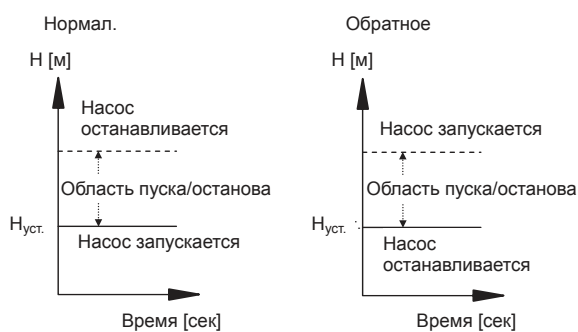 Нормал.
H [м]
Насос
останавливается
Область пуска/останова
Hуст.
Насос запускается
Время [сек]
Обратное
H [м]
Насос запускается
Область пуска/останова
Hуст.
Насос
останавливается
Время [сек]